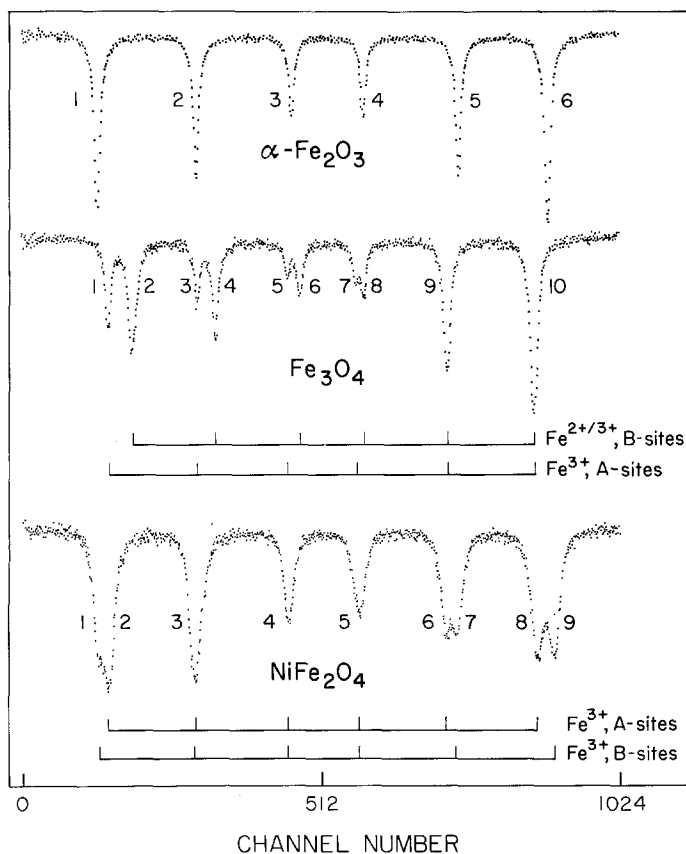 1 2 3 4 5 6
α-Fe₂O₃
1 2 3 4 5 6 7 8 9 10
Fe₃O₄
Fe²⁺/³⁺, B-sites
Fe³⁺, A-sites
1 2 3 4 5 6 7 8 9
NiFe₂O₄
Fe³⁺, A-sites
Fe³⁺, B-sites
0 512 1024
CHANNEL NUMBER